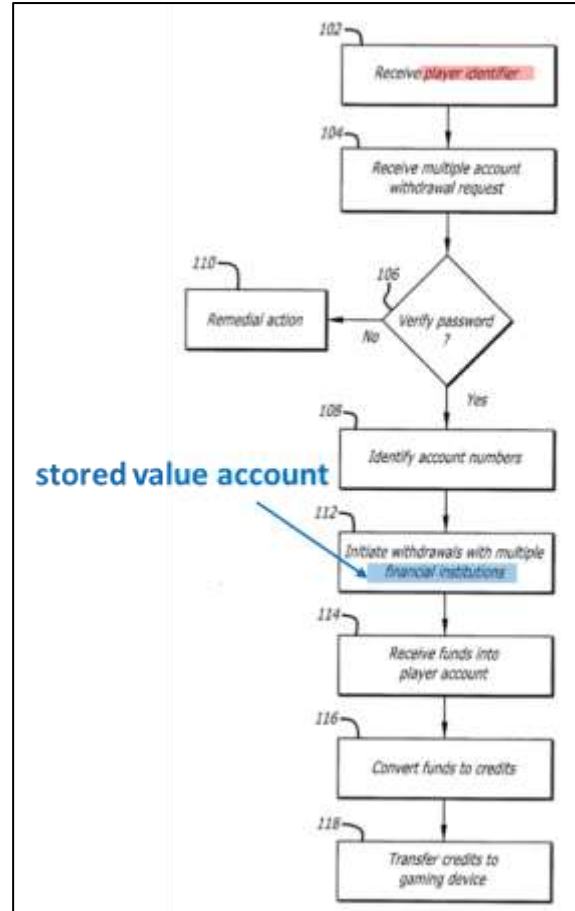 102
Receive player identifier
104
Receive multiple account
withdrawal request
106
110
Remedial action
Verify password
?
No
Yes
108
Identify account numbers
stored value account
112
Initiate withdrawals with multiple
financial institutions
114
Receive funds into
player account
116
Convert funds to credits
118
Transfer credits to
gaming device